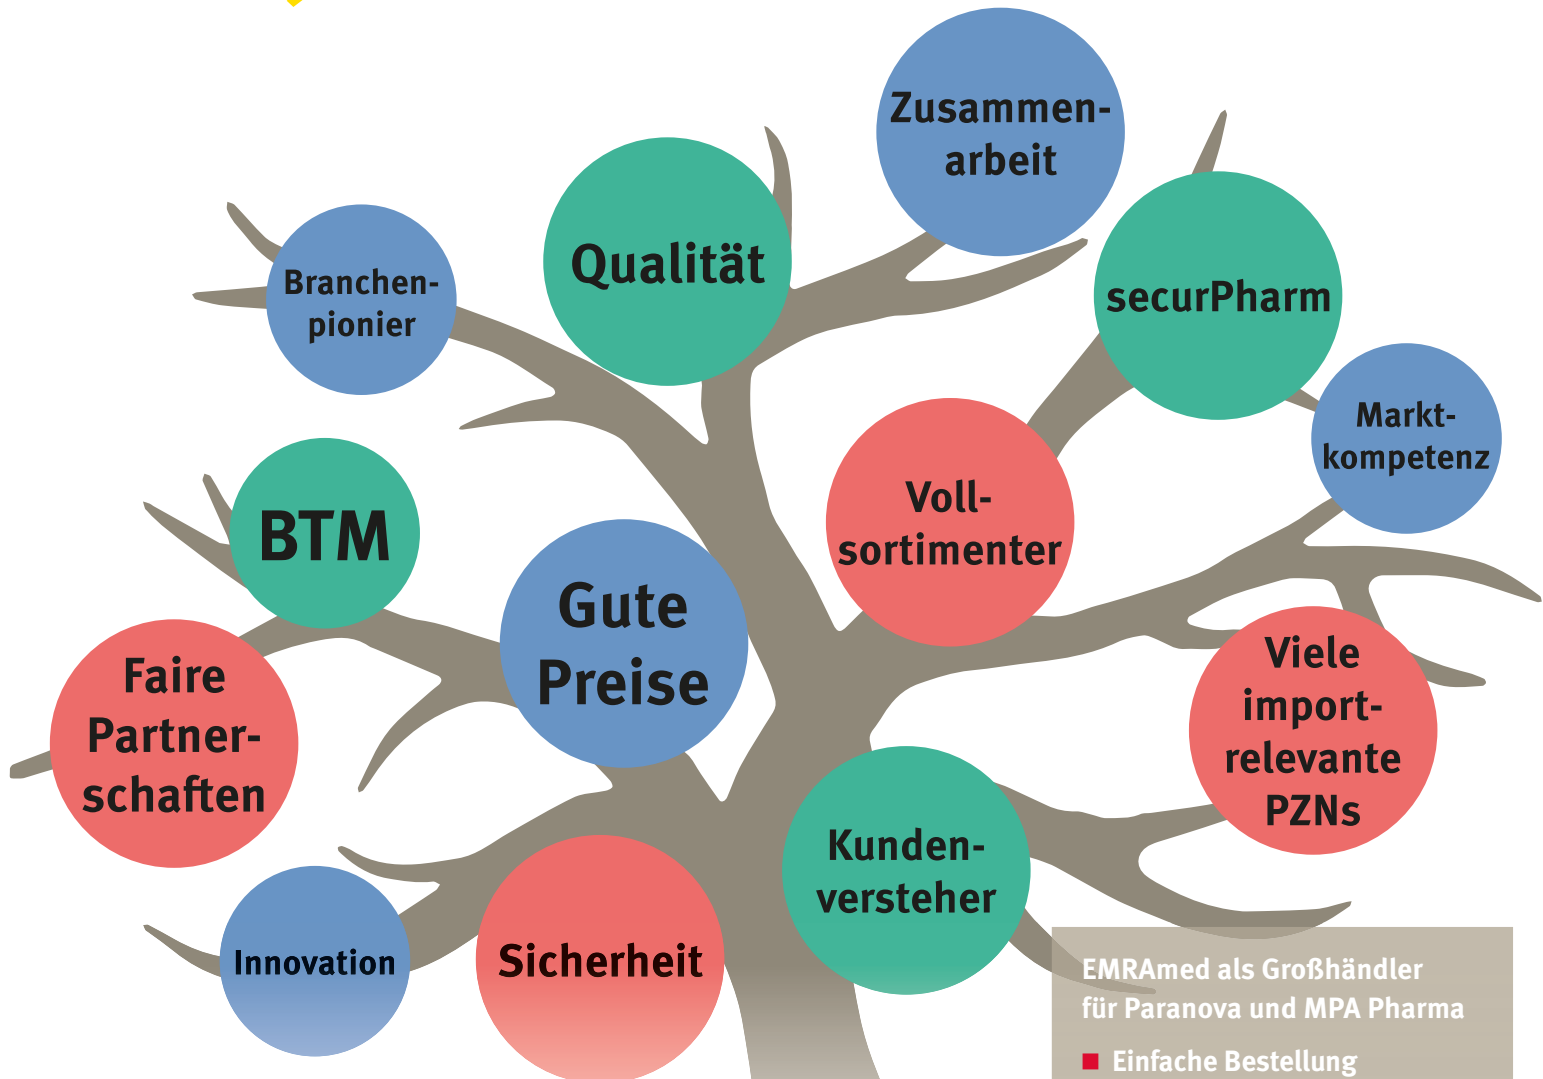 Zusammen-
arbeit
Qualität
Branchen-
pionier
securPharm
Markt-
kompetenz
Voll-
sortimenter
BTM
Gute
Preise
Faire
Partner-
schaften
Viele
import-
relevante
PZNs
Kunden-
versteher
Innovation
Sicherheit
EMRAmed als Großhändler
für Paranova und MPA Pharma
Einfache Bestellung